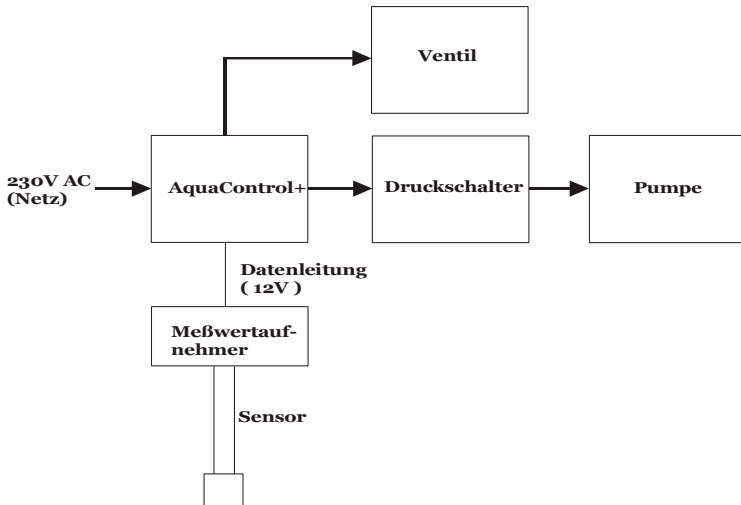 Ventil
230V AC
(Netz)
AquaControl+
Druckschalter
Pumpe
Datenleitung
( 12V )
Meßwertauf-
nehmer
Sensor